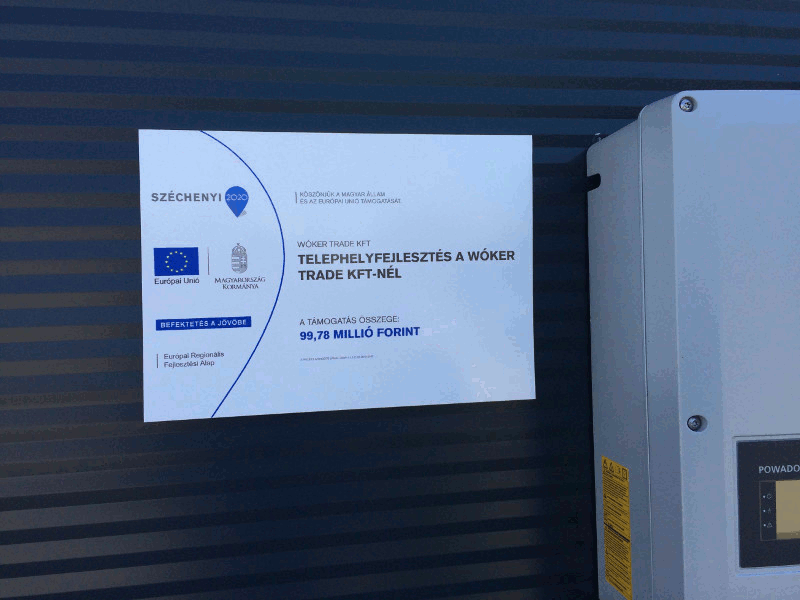 SZÉCHENYI 2020
KÖSZÖNJÜK A MAGYAR ÁLLAM
ÉS AZ EURÓPAI UNIÓ TÁMOGATÁSÁT.
Európai Unió
MAGYARORSZÁG
KORMÁNYA
WÓKER TRADE KFT
TELEPHELYFEJLESZTÉS A WÓKER
TRADE KFT-NÉL
BEFEKTETÉS A JÖVŐBE
Európai Regionális
Fejlesztési Alap
A TÁMOGATÁS ÖSSZEGE:
99,78 MILLIÓ FORINT
POWADO